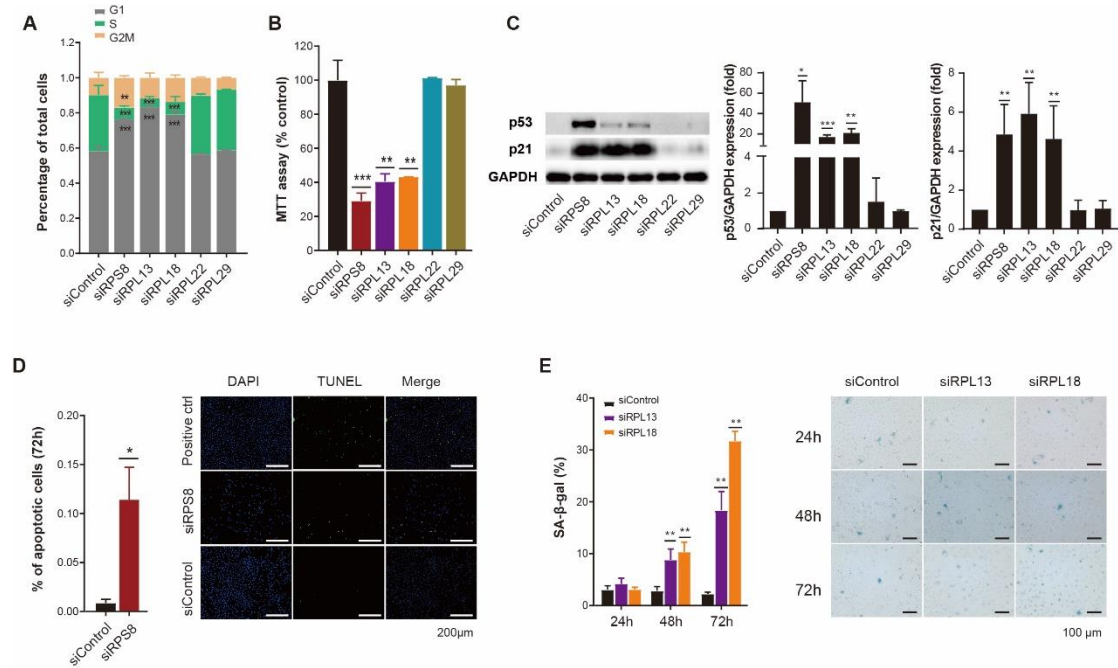 A
G1
S
G2M
Percentage of total cells
1.2
1.0
0.8
0.6
0.4
0.2
0.0
**
***
***
***
***
***
***
siControl
siRPS8
siRPL13
siRPL18
siRPL22
siRPL29
B
MTT assay (% control)
150
100
50
0
***
**
**
siControl
siRPS8
siRPL13
siRPL18
siRPL22
siRPL29
C
p53
p21
GAPDH
siControl
siRPS8
siRPL13
siRPL18
siRPL22
siRPL29
p53/GAPDH expression (fold)
80
60
40
20
4
2
0
*
***
**
siControl
siRPS8
siRPL13
siRPL18
siRPL22
siRPL29
p21/GAPDH expression (fold)
8
6
4
2
0
**
**
**
siControl
siRPS8
siRPL13
siRPL18
siRPL22
siRPL29
D
% of apoptotic cells (72h)
0.20
0.15
0.10
0.05
0.00
*
siControl
siRPS8
DAPI
TUNEL
Merge
Positive ctrl
siRPS8
siControl
200μm
E
siControl
siRPL13
siRPL18
SA-β-gal (%)
40
30
20
10
0
**
**
**
**
24h
48h
72h
siControl
siRPL13
siRPL18
24h
48h
72h
100 μm